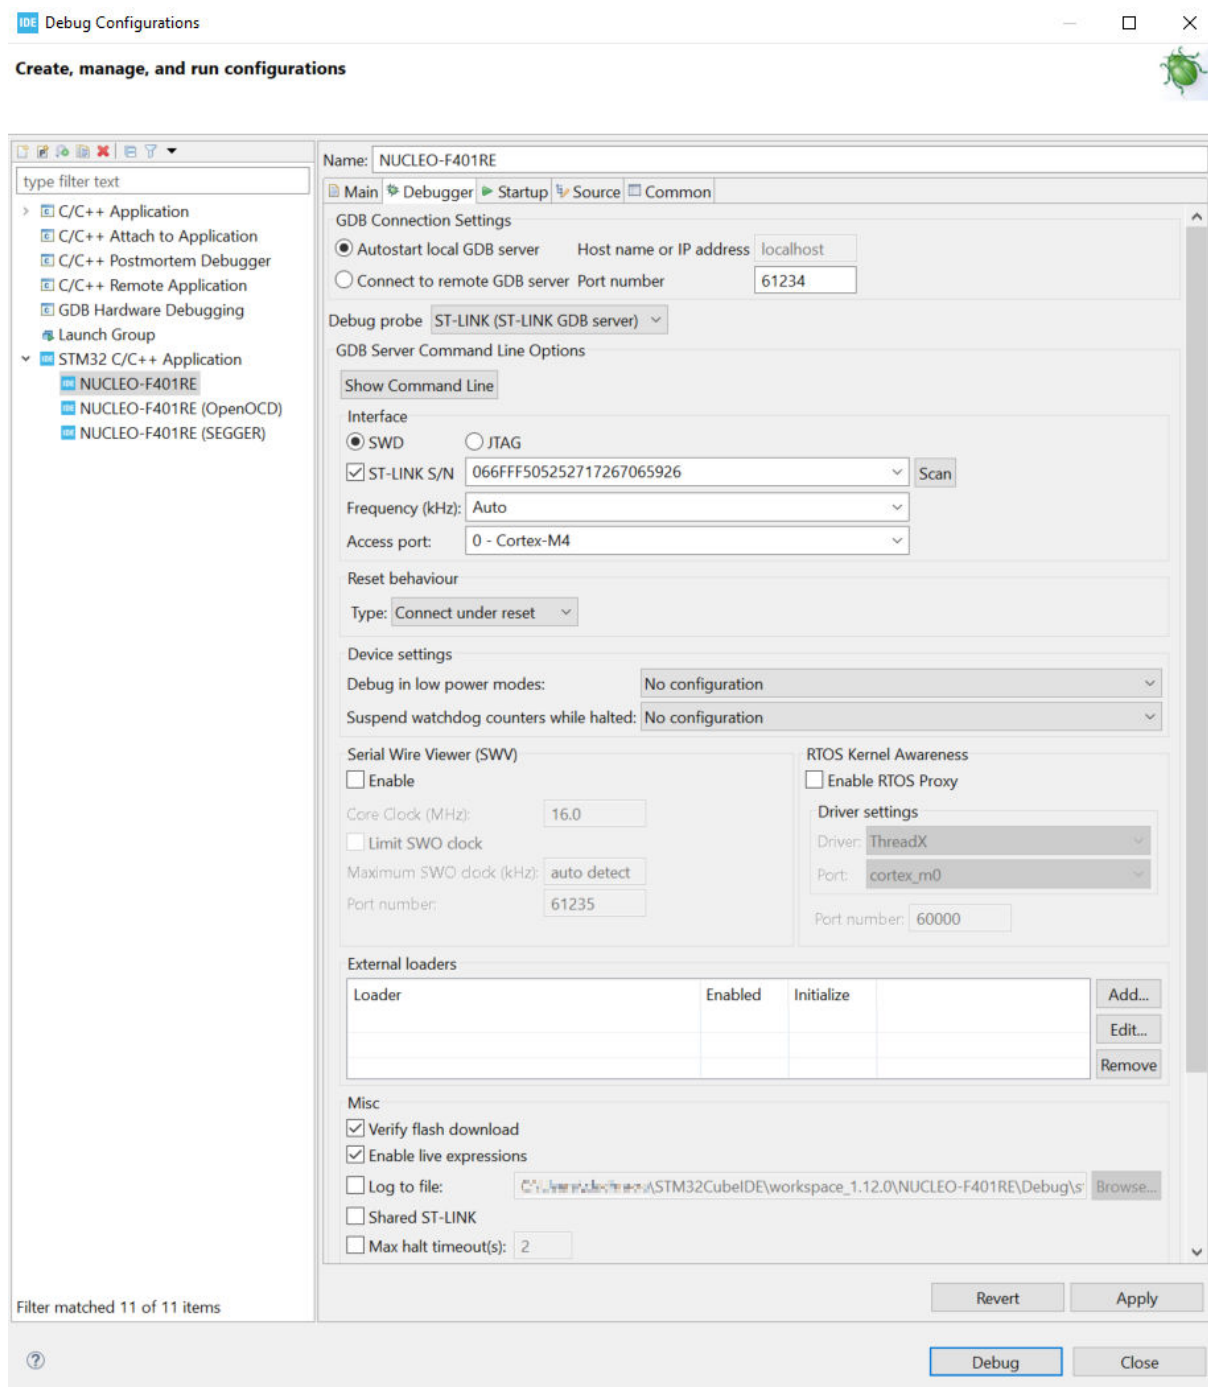 IDE Debug Configurations
Create, manage, and run configurations
type filter text
C/C++ Application
C/C++ Attach to Application
C/C++ Postmortem Debugger
C/C++ Remote Application
GDB Hardware Debugging
Launch Group
STM32 C/C++ Application
NUCLEO-F401RE
NUCLEO-F401RE (OpenOCD)
NUCLEO-F401RE (SEGGER)
Filter matched 11 of 11 items
Name: NUCLEO-F401RE
Main Debugger Startup Source Common
GDB Connection Settings
Autostart local GDB server Host name or IP address localhost
Connect to remote GDB server Port number 61234
Debug probe ST-LINK (ST-LINK GDB server)
GDB Server Command Line Options
Show Command Line
Interface
SWD JTAG
ST-LINK S/N 066FFF505252717267065926 Scan
Frequency (kHz): Auto
Access port: 0 - Cortex-M4
Reset behaviour
Type: Connect under reset
Device settings
Debug in low power modes: No configuration
Suspend watchdog counters while halted: No configuration
Serial Wire Viewer (SWV)
Enable
Core Clock (MHz): 16.0
Limit SWO clock
Maximum SWO clock (kHz): auto detect
Port number: 61235
RTOS Kernel Awareness
Enable RTOS Proxy
Driver settings
Driver: ThreadX
Port: cortex_m0
Port number: 60000
External loaders
Loader Enabled Initialize
Add...
Edit...
Remove
Misc
Verify flash download
Enable live expressions
Log to file: \STM32CubeIDE\workspace_1.12.0\NUCLEO-F401RE\Debug\s Browse...
Shared ST-LINK
Max halt timeout(s): 2
Revert Apply
Debug Close